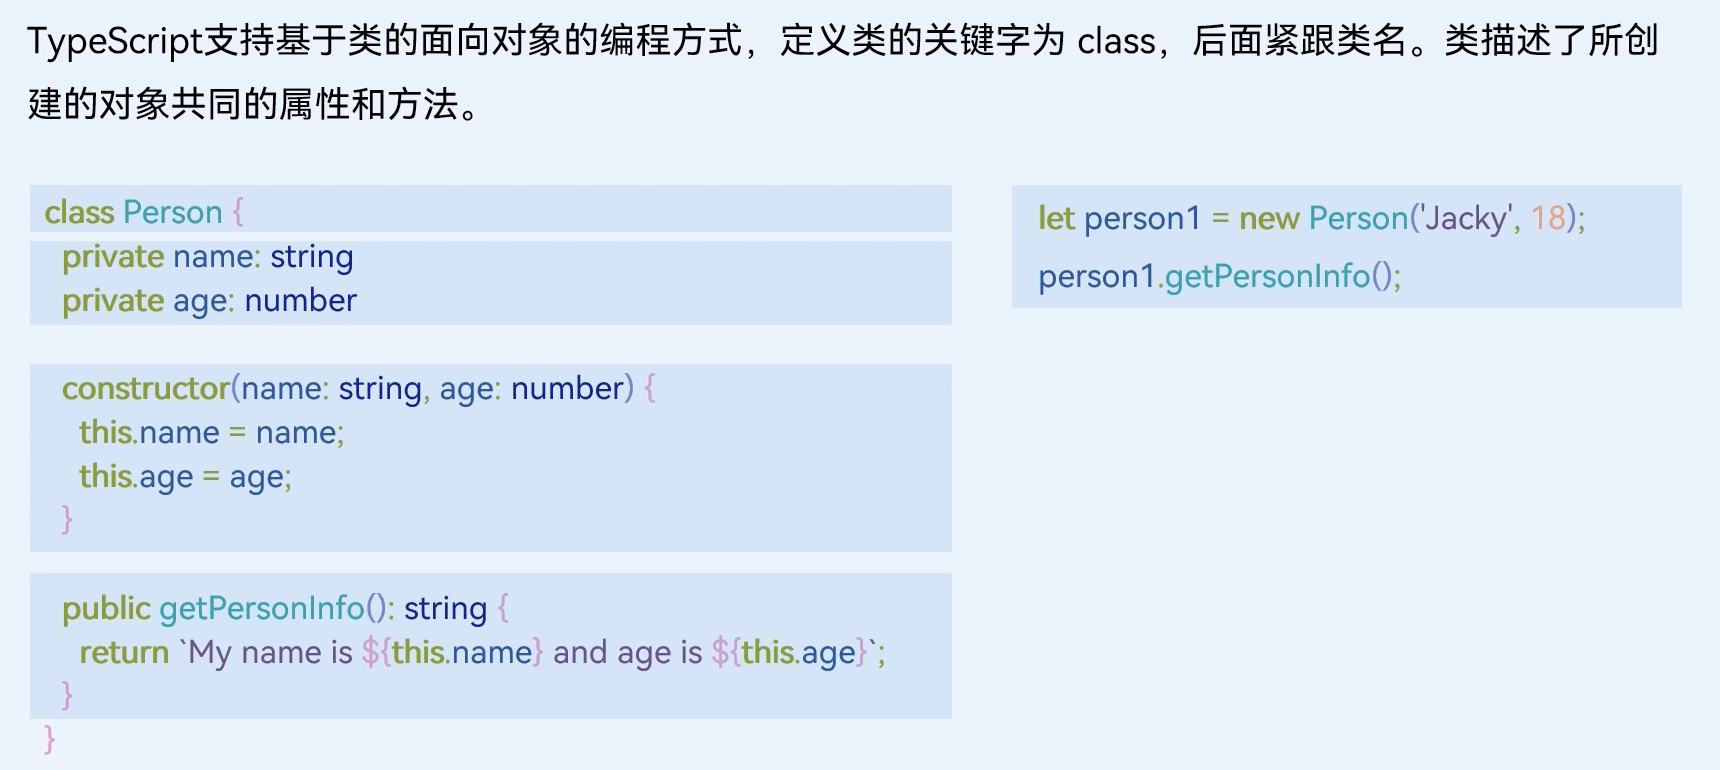 TypeScript支持基于类的面向对象的编程方式，定义类的关键字为 class，后面紧跟类名。类描述了所创
建的对象共同的属性和方法。
class Person {
private name: string
private age: number
constructor(name: string, age: number) {
this.name = name;
this.age = age;
}
public getPersonInfo(): string {
return `My name is ${this.name} and age is ${this.age}`;
}
}
let person1 = new Person('Jacky', 18);
person1.getPersonInfo();